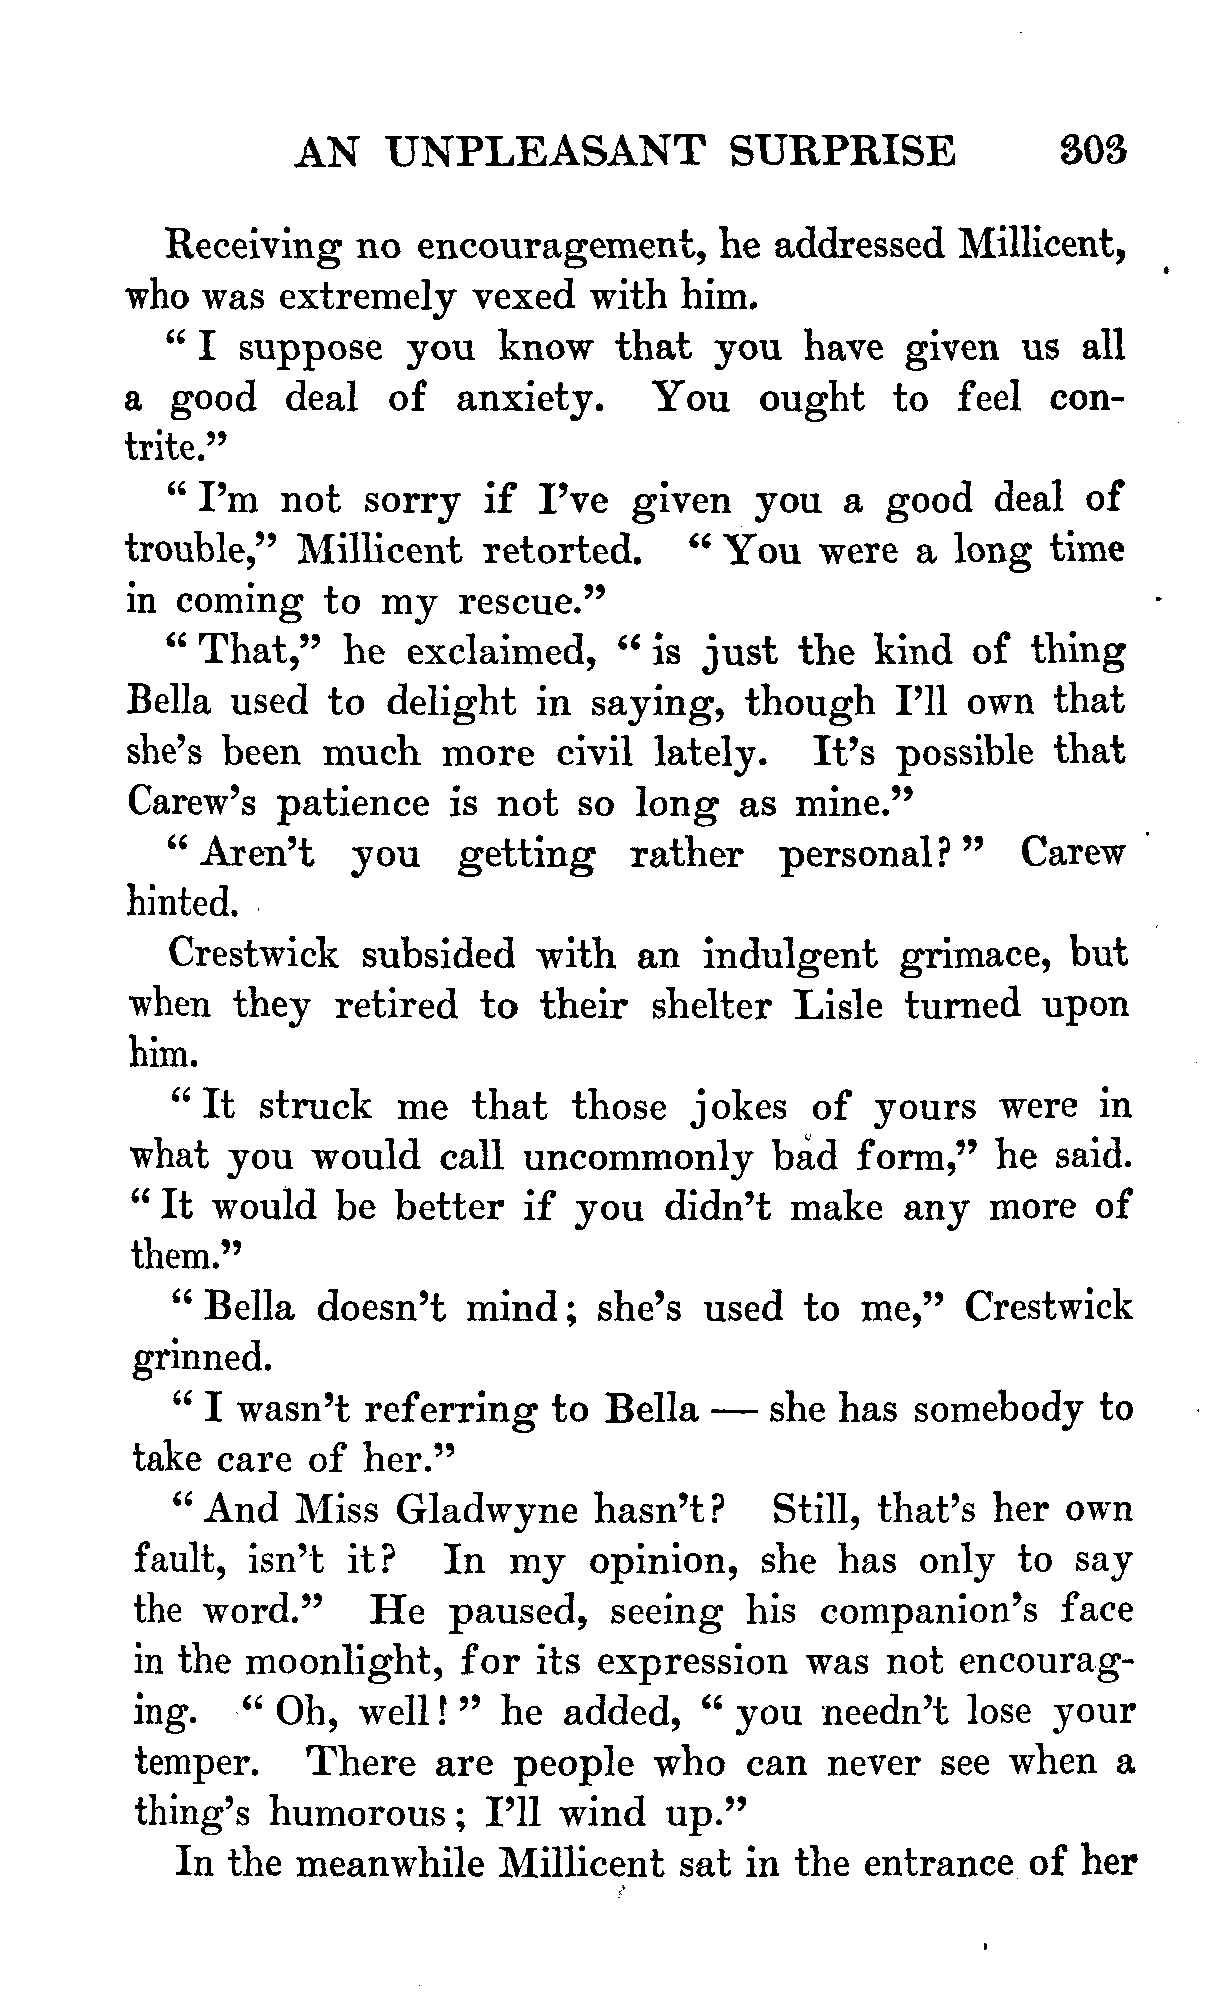 AN UNPLEASANT SURPRISE 303
Receiving no encouragement, he addressed Millicent,
who was extremely vexed with him.
“ I suppose you know that you have given us all
a good deal of anxiety. You ought to feel con-
trite.”
“ I’m not sorry if I’ve given you a good deal of
trouble,” Millicent retorted. “ You were a long time
in coming to my rescue.”
“ That,” he exclaimed, “ is just the kind of thing
Bella used to delight in saying, though I’ll own that
she’s been much more civil lately. It’s possible that
Carew’s patience is not so long as mine.”
“ Aren’t you getting rather personal? ” Carew
hinted.
Crestwick subsided with an indulgent grimace, but
when they retired to their shelter Lisle turned upon
him.
“ It struck me that those jokes of yours were in
what you would call uncommonly bad form,” he said.
“ It would be better if you didn’t make any more of
them.”
“ Bella doesn’t mind; she’s used to me,” Crestwick
grinned.
“ I wasn’t referring to Bella — she has somebody to
take care of her.”
“ And Miss Gladwyne hasn’t? Still, that’s her own
fault, isn’t it? In my opinion, she has only to say
the word.” He paused, seeing his companion’s face
in the moonlight, for its expression was not encourag-
ing. “ Oh, well! ” he added, “ you needn’t lose your
temper. There are people who can never see when a
thing’s humorous; I’ll wind up.”
In the meanwhile Millicent sat in the entrance of her